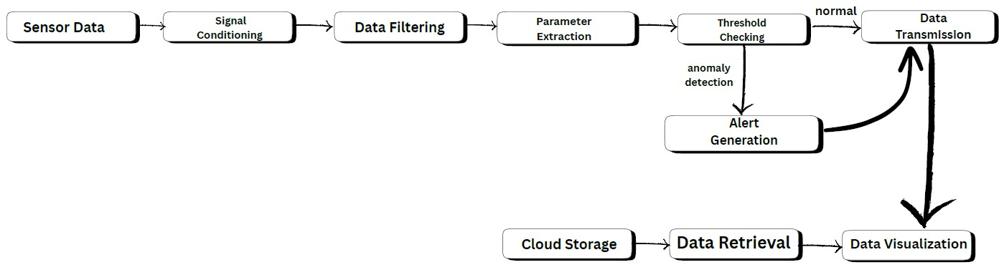 Sensor Data
Signal
Conditioning
Data Filtering
Parameter
Extraction
Threshold
Checking
normal
Data
Transmission
anomaly
detection
Alert
Generation
Cloud Storage
Data Retrieval
Data Visualization